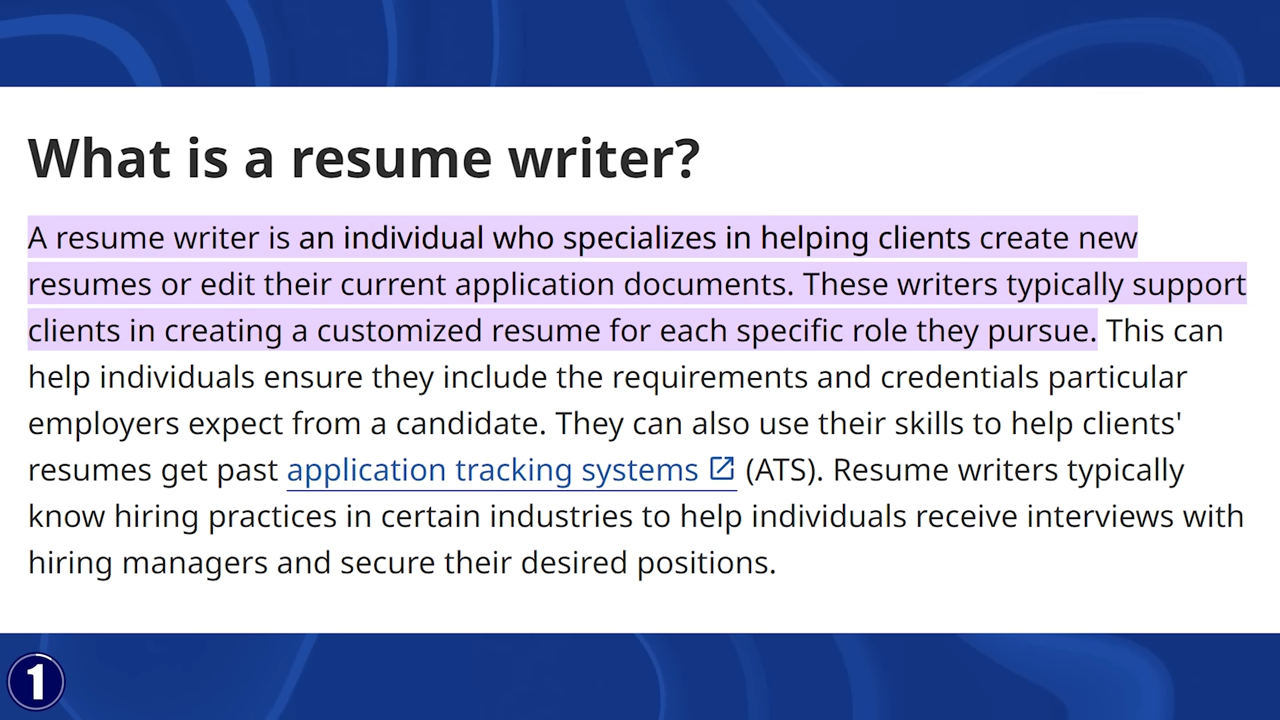 What is a resume writer?
A resume writer is an individual who specializes in helping clients create new
resumes or edit their current application documents. These writers typically support
clients in creating a customized resume for each specific role they pursue. This can
help individuals ensure they include the requirements and credentials particular
employers expect from a candidate. They can also use their skills to help clients'
resumes get past application tracking systems (ATS). Resume writers typically
know hiring practices in certain industries to help individuals receive interviews with
hiring managers and secure their desired positions.
1